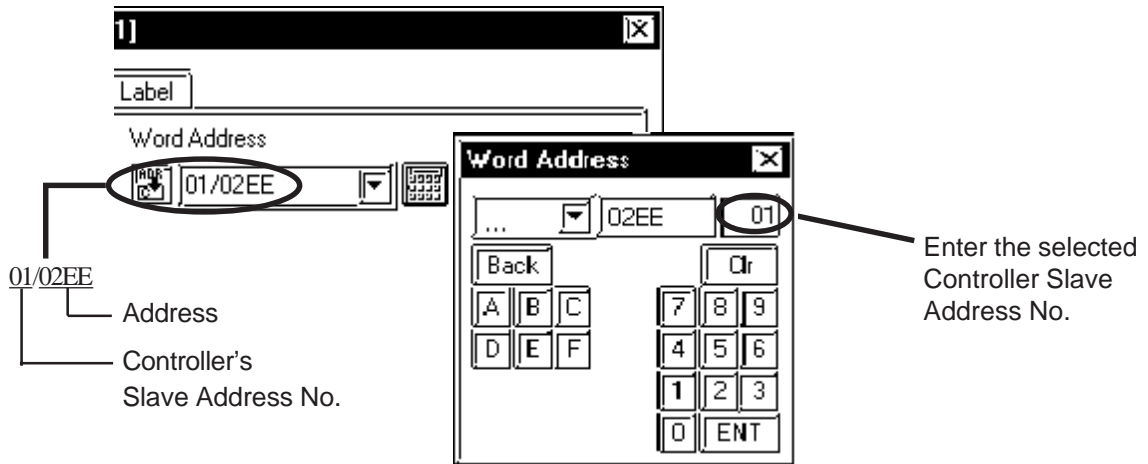 1]
Label
Word Address
01/02EE
Word Address
... 02EE 01
Back Clr
A B C 7 8 9
D E F 4 5 6
1 2 3
0 ENT
Enter the selected
Controller Slave
Address No.
01/02EE
Address
Controller's
Slave Address No.